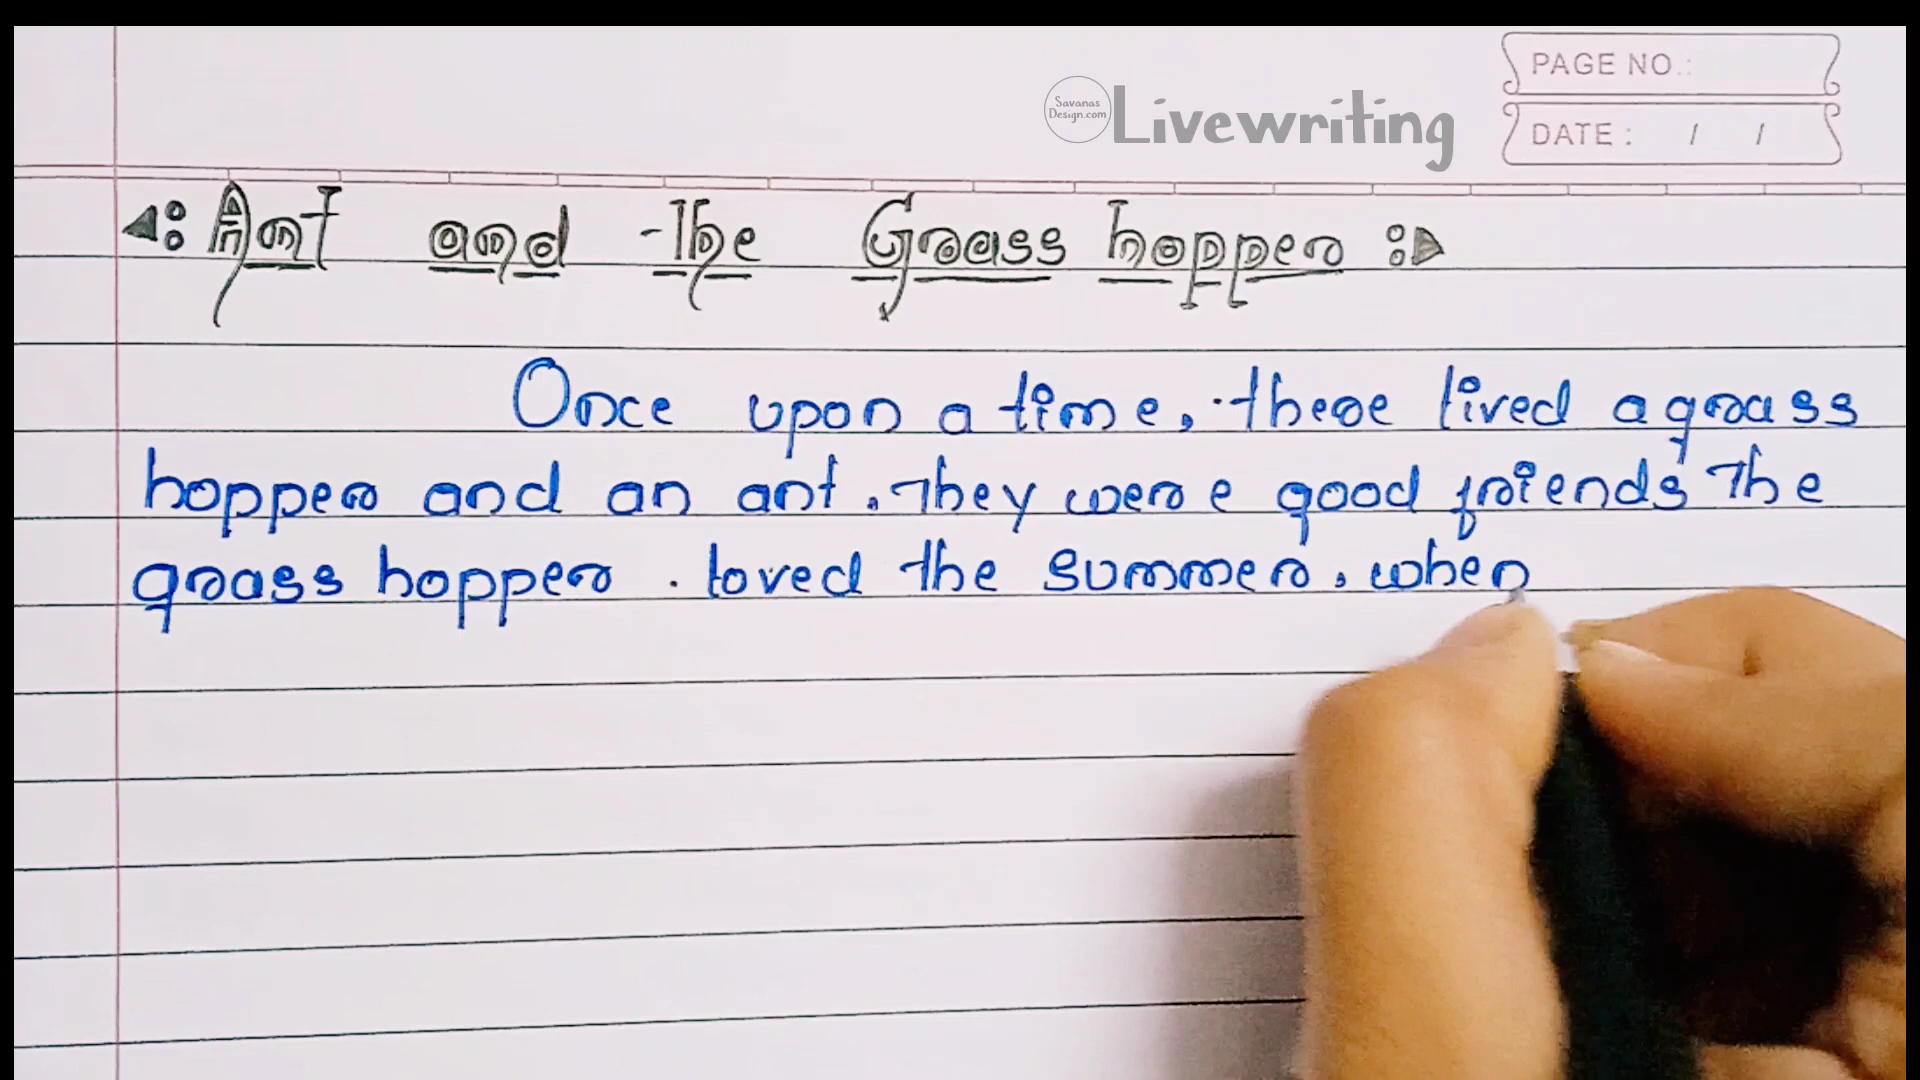 PAGE NO.:
Savanas Design.com Livewriting
DATE : / /
Ant and the Grass hopper
Once upon a time, there lived a grass
hopper and an ant. They were good friends The
grass hopper . loved the summer. when